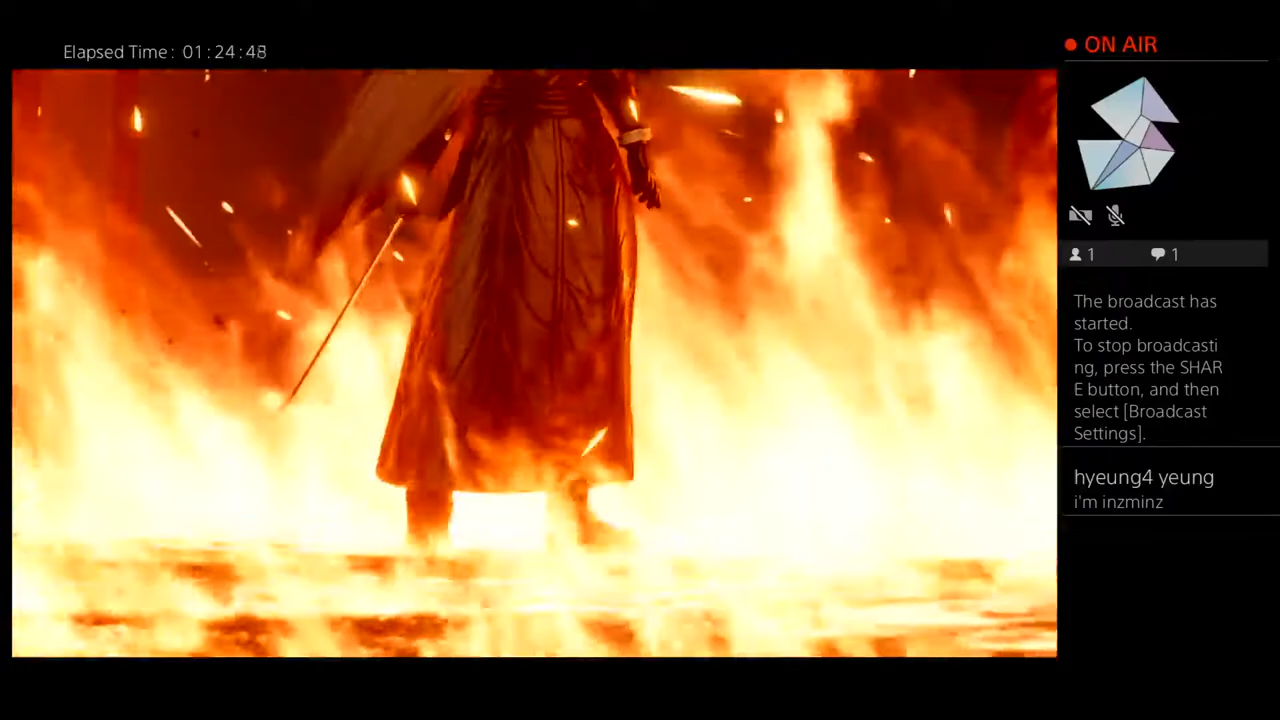 Elapsed Time: 01:24:48
ON AIR
1 1
The broadcast has
started.
To stop broadcasti
ng, press the SHAR
E button, and then
select [Broadcast
Settings].
hyeung4 yeung
i'm inzminz